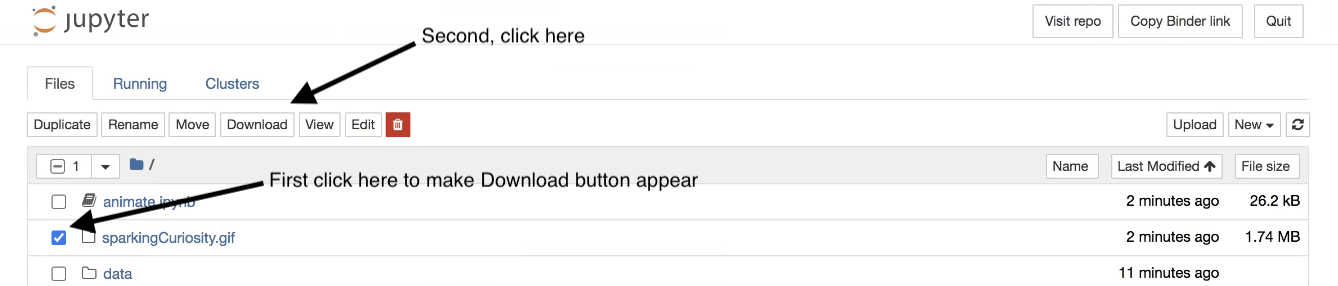 jupyter
Visit repo Copy Binder link Quit
Second, click here
Files Running Clusters
Duplicate Rename Move Download View Edit Upload New
1 / Name Last Modified File size
First click here to make Download button appear
animate.ipynb 2 minutes ago 26.2 kB
sparkingCuriosity.gif 2 minutes ago 1.74 MB
data 11 minutes ago